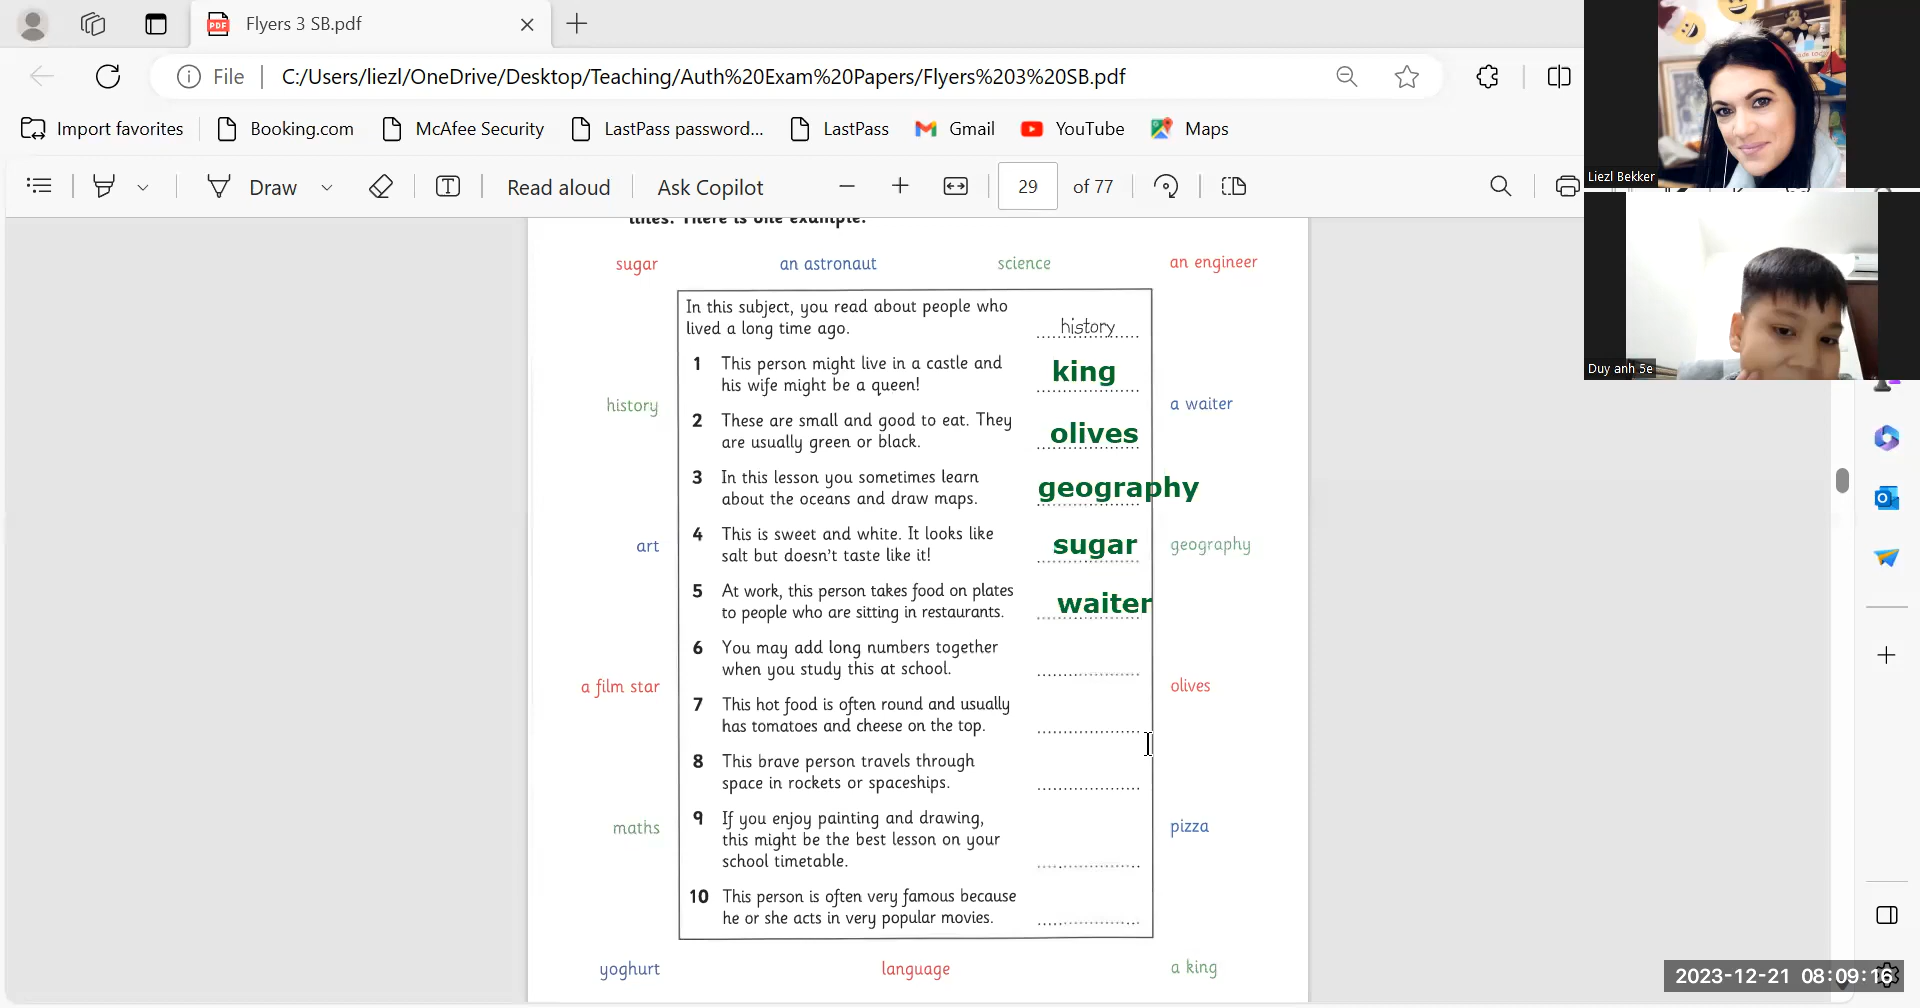 Flyers 3 SB.pdf
File C:/Users/liezl/OneDrive/Desktop/Teaching/Auth%20Exam%20Papers/Flyers%203%20SB.pdf
Import favorites Booking.com McAfee Security LastPass password... LastPass Gmail YouTube Maps
Draw Read aloud Ask Copilot 29 of 77
Liezl Bekker
Duy anh 5e
lines. There is one example.
sugar an astronaut science an engineer
In this subject, you read about people who
lived a long time ago. history
1 This person might live in a castle and
his wife might be a queen! king
history a waiter
2 These are small and good to eat. They
are usually green or black. olives
3 In this lesson you sometimes learn
about the oceans and draw maps. geography
art geography
4 This is sweet and white. It looks like
salt but doesn't taste like it! sugar
5 At work, this person takes food on plates
to people who are sitting in restaurants. waiter
6 You may add long numbers together
when you study this at school.
a film star olives
7 This hot food is often round and usually
has tomatoes and cheese on the top.
8 This brave person travels through
space in rockets or spaceships.
maths pizza
9 If you enjoy painting and drawing,
this might be the best lesson on your
school timetable.
10 This person is often very famous because
he or she acts in very popular movies.
yoghurt language a king
2023-12-21 08:09:16